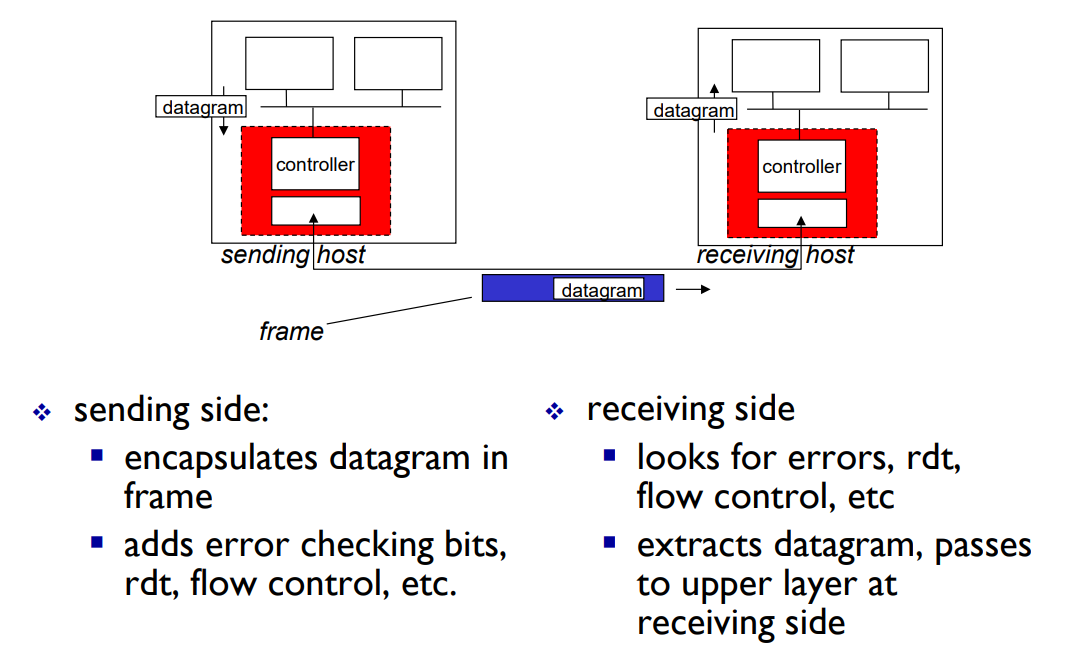 datagram
controller
sending host
datagram
controller
receiving host
datagram
frame
sending side:
encapsulates datagram in
frame
adds error checking bits,
rdt, flow control, etc.
receiving side
looks for errors, rdt,
flow control, etc
extracts datagram, passes
to upper layer at
receiving side